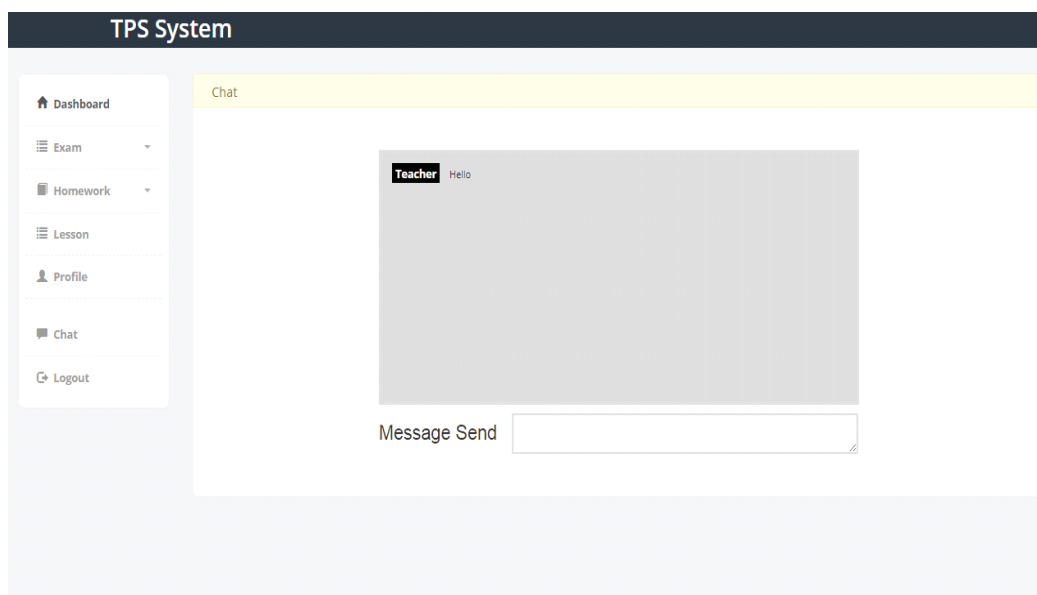 TPS System
Dashboard
Exam
Homework
Lesson
Profile
Chat
Logout
Chat
Teacher Hello
Message Send